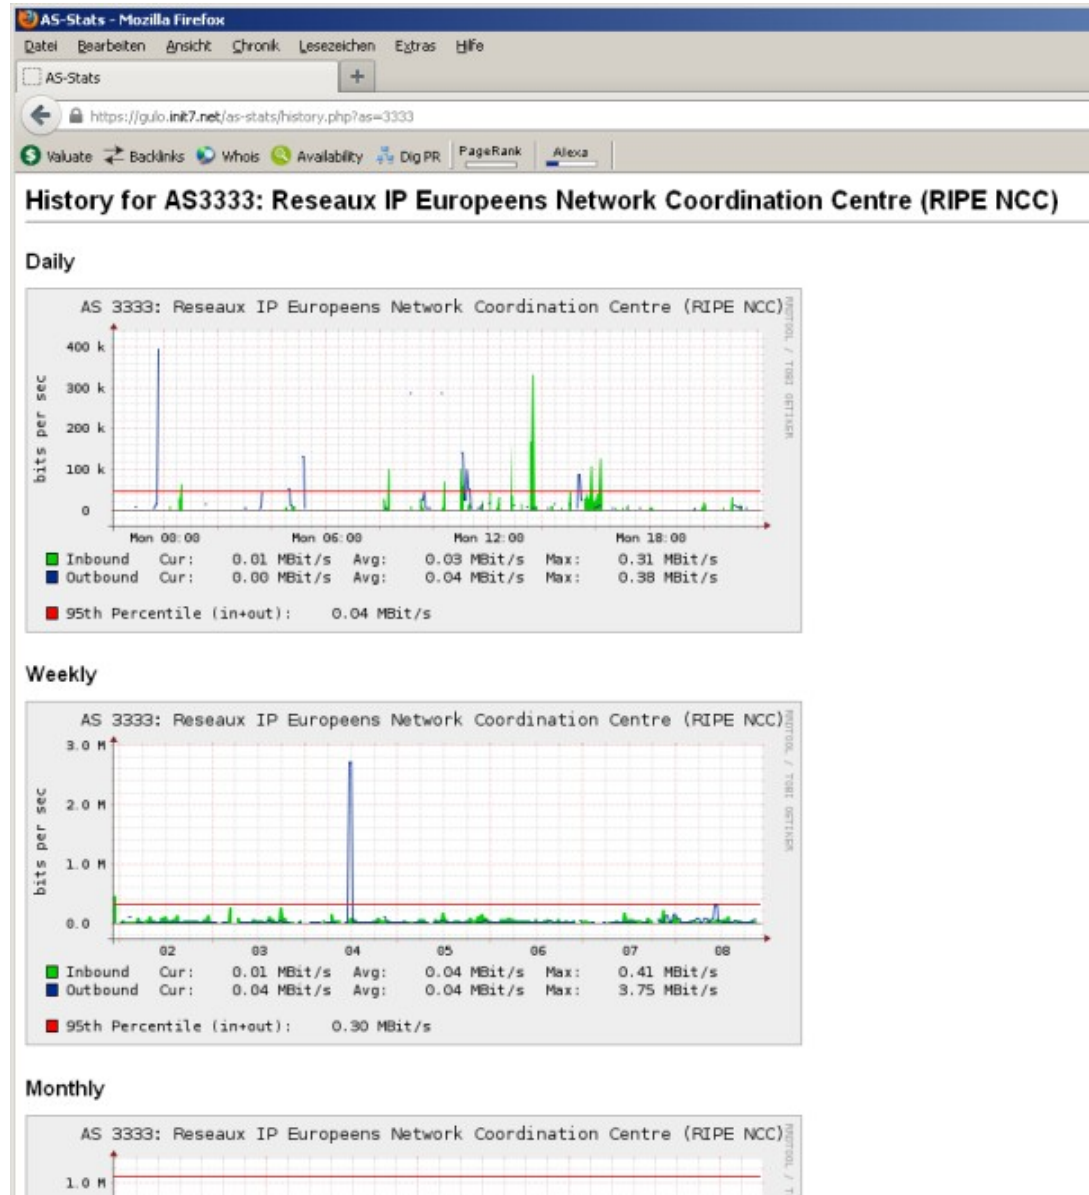 AS-Stats - Mozilla Firefox
Datei Bearbeiten Ansicht Chronik Lesezeichen Extras Hilfe
AS-Stats
https://gulo.init7.net/as-stats/history.php?as=3333
Valuate Backlinks Whois Availability Dig PR PageRank Alexa
History for AS3333: Reseaux IP Europeens Network Coordination Centre (RIPE NCC)
Daily
AS 3333: Reseaux IP Europeens Network Coordination Centre (RIPE NCC)
RRDTOOL / TOBI OETIKER
bits per sec
400 k
300 k
200 k
100 k
0
Mon 00:00 Mon 06:00 Mon 12:00 Mon 18:00
Inbound Cur: 0.01 MBit/s Avg: 0.03 MBit/s Max: 0.31 MBit/s
Outbound Cur: 0.00 MBit/s Avg: 0.04 MBit/s Max: 0.38 MBit/s
95th Percentile (in+out): 0.04 MBit/s
Weekly
AS 3333: Reseaux IP Europeens Network Coordination Centre (RIPE NCC)
RRDTOOL / TOBI OETIKER
bits per sec
3.0 M
2.0 M
1.0 M
0.0
02 03 04 05 06 07 08
Inbound Cur: 0.01 MBit/s Avg: 0.04 MBit/s Max: 0.41 MBit/s
Outbound Cur: 0.04 MBit/s Avg: 0.04 MBit/s Max: 3.75 MBit/s
95th Percentile (in+out): 0.30 MBit/s
Monthly
AS 3333: Reseaux IP Europeens Network Coordination Centre (RIPE NCC)
RRDTOOL / T
1.0 M